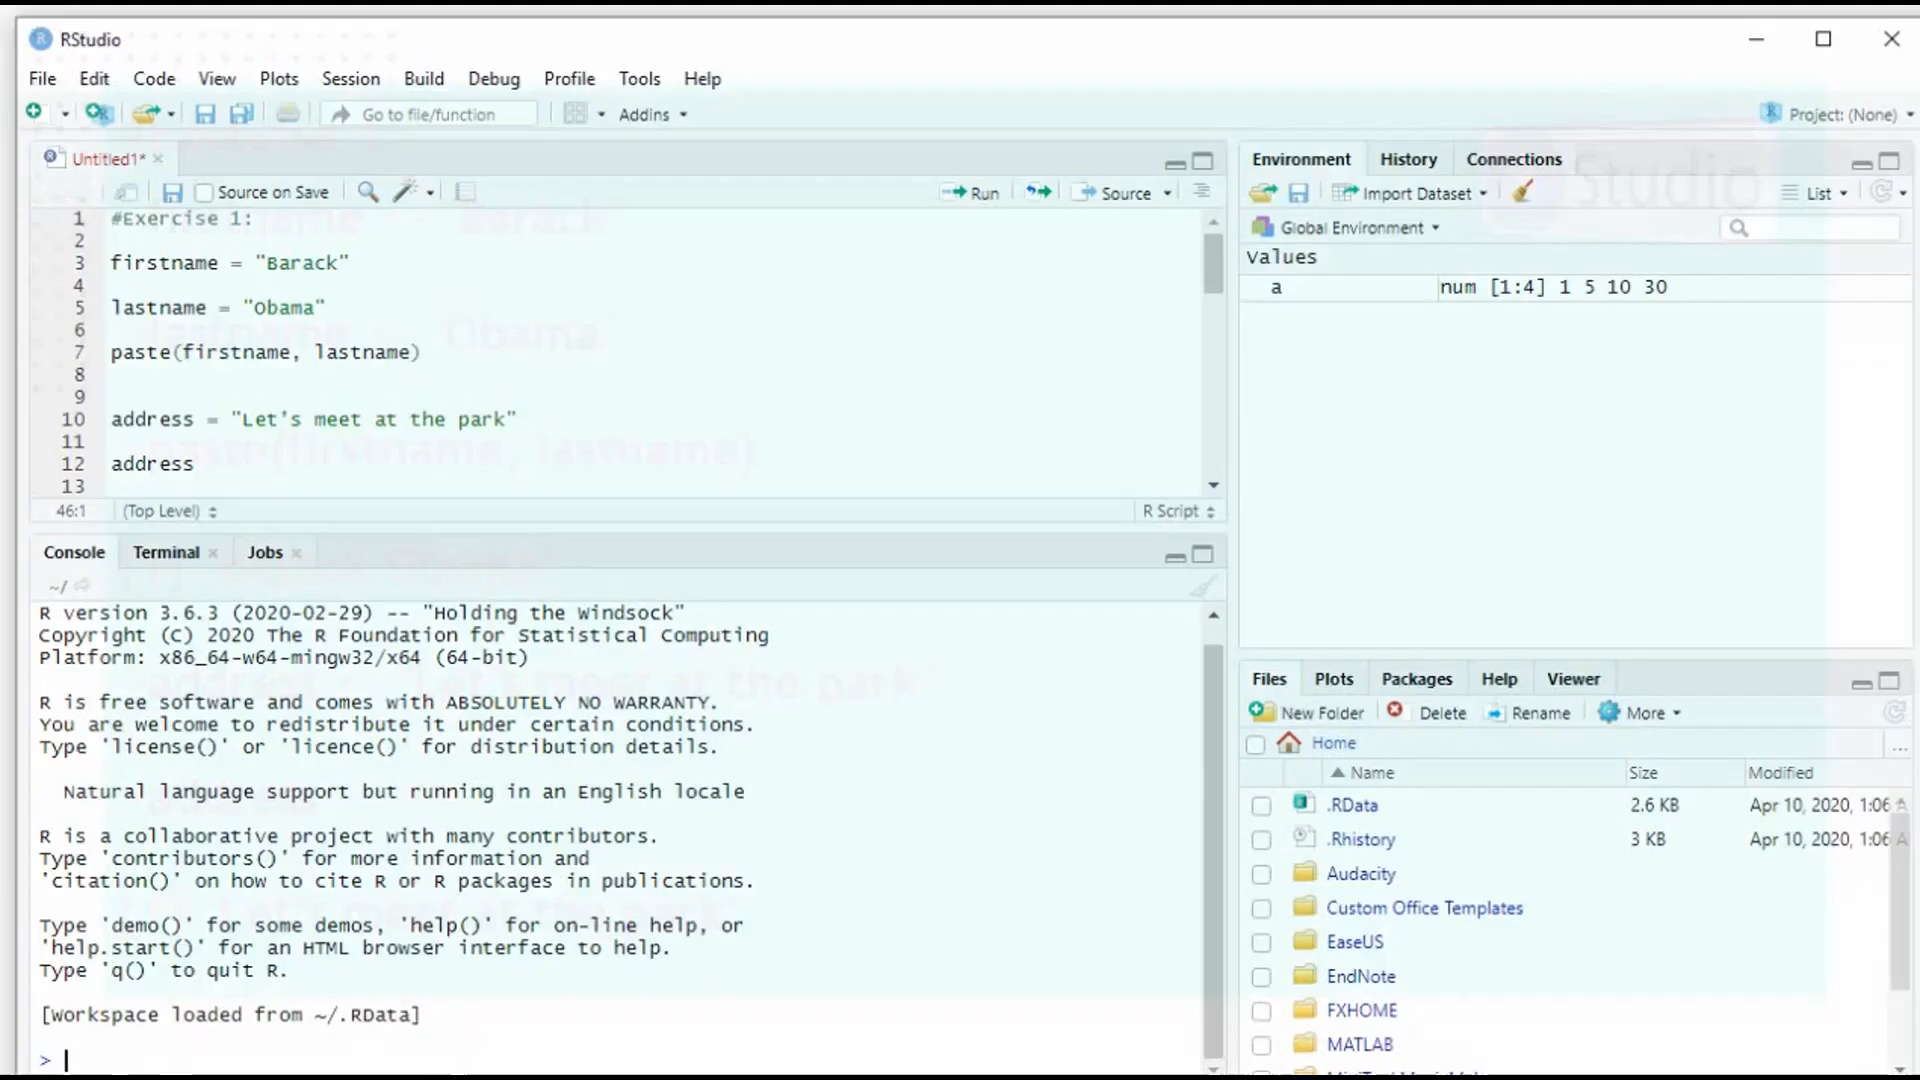 RStudio
File Edit Code View Plots Session Build Debug Profile Tools Help
Go to file/function Addins Project: (None)
Untitled1*
Source on Save Run Source
1 #Exercise 1:
2
3 firstname = "Barack"
4
5 lastname = "Obama"
6
7 paste(firstname, lastname)
8
9
10 address = "Let's meet at the park"
11
12 address
13
46:1 (Top Level) R Script
Console Terminal Jobs
~/
R version 3.6.3 (2020-02-29) -- "Holding the Windsock"
Copyright (C) 2020 The R Foundation for Statistical Computing
Platform: x86_64-w64-mingw32/x64 (64-bit)
R is free software and comes with ABSOLUTELY NO WARRANTY.
You are welcome to redistribute it under certain conditions.
Type 'license()' or 'licence()' for distribution details.
Natural language support but running in an English locale
R is a collaborative project with many contributors.
Type 'contributors()' for more information and
'citation()' on how to cite R or R packages in publications.
Type 'demo()' for some demos, 'help()' for on-line help, or
'help.start()' for an HTML browser interface to help.
Type 'q()' to quit R.
[Workspace loaded from ~/.RData]
>
Environment History Connections
Import Dataset List
Global Environment
Values
a num [1:4] 1 5 10 30
Files Plots Packages Help Viewer
New Folder Delete Rename More
Home ...
Name Size Modified
.RData 2.6 KB Apr 10, 2020, 1:06 A
.Rhistory 3 KB Apr 10, 2020, 1:06 A
Audacity
Custom Office Templates
EaseUS
EndNote
FXHOME
MATLAB